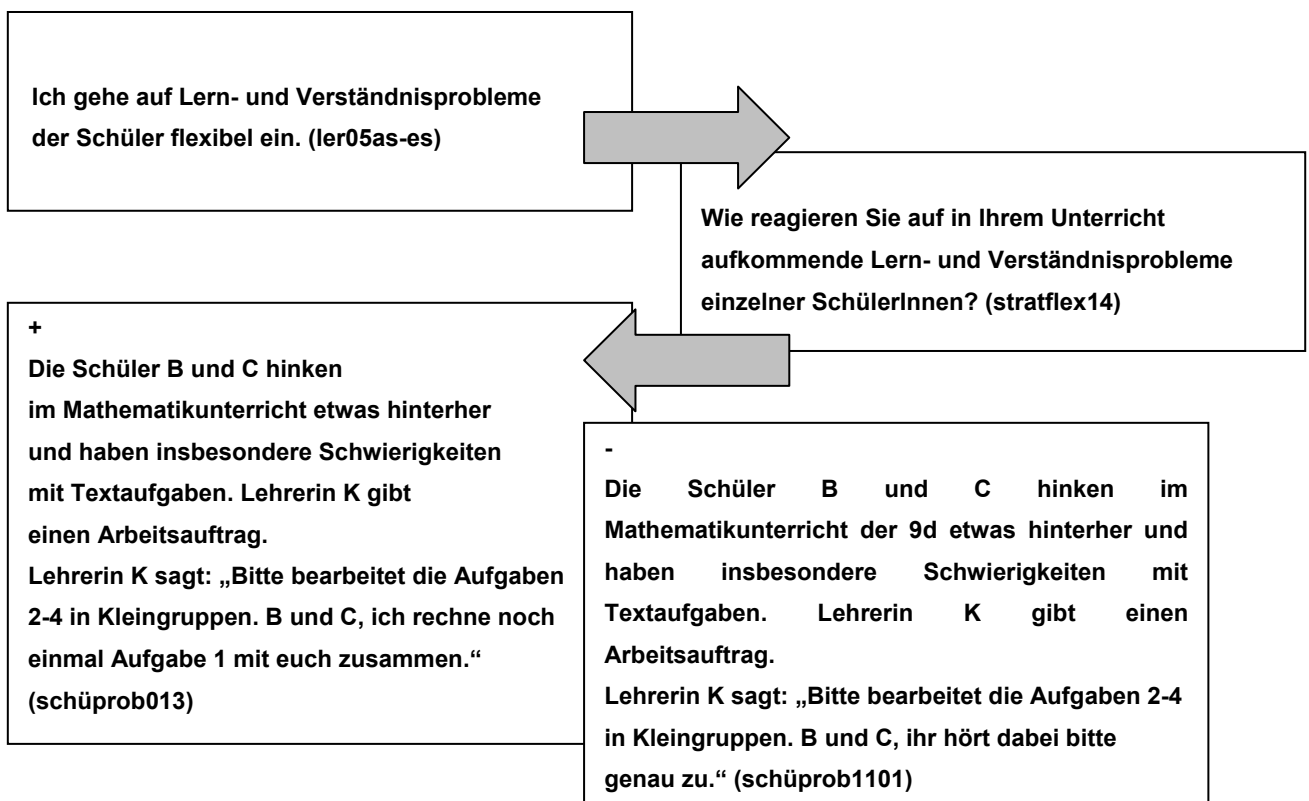 Ich gehe auf Lern- und Verständnisprobleme
der Schüler flexibel ein. (ler05as-es)
Wie reagieren Sie auf in Ihrem Unterricht
aufkommende Lern- und Verständnisprobleme
einzelner SchülerInnen? (stratflex14)
+
Die Schüler B und C hinken
im Mathematikunterricht etwas hinterher
und haben insbesondere Schwierigkeiten
mit Textaufgaben. Lehrerin K gibt
einen Arbeitsauftrag.
Lehrerin K sagt: „Bitte bearbeitet die Aufgaben
2-4 in Kleingruppen. B und C, ich rechne noch
einmal Aufgabe 1 mit euch zusammen.“
(schüprob013)
-
Die Schüler B und C hinken im
Mathematikunterricht der 9d etwas hinterher und
haben insbesondere Schwierigkeiten mit
Textaufgaben. Lehrerin K gibt einen
Arbeitsauftrag.
Lehrerin K sagt: „Bitte bearbeitet die Aufgaben 2-4
in Kleingruppen. B und C, ihr hört dabei bitte
genau zu.“ (schüprob1101)